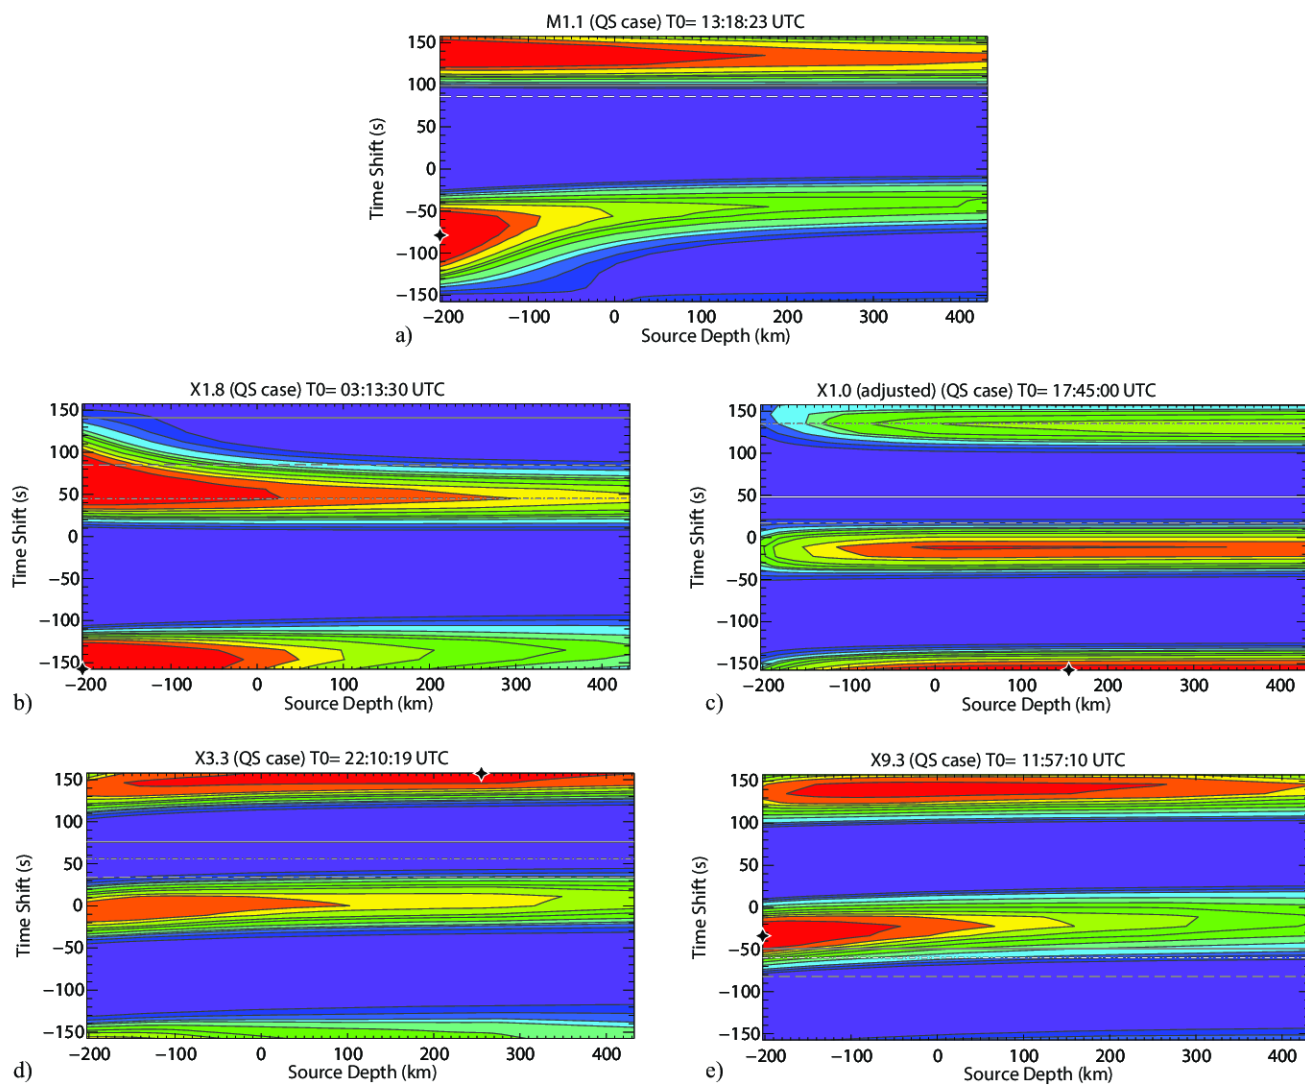 M1.1 (QS case) T0= 13:18:23 UTC
150
100
50
0
−50
−100
−150
Time Shift (s)
−200 −100 0 100 200 300 400
Source Depth (km)
a)
X1.8 (QS case) T0= 03:13:30 UTC
150
100
50
0
−50
−100
−150
Time Shift (s)
−200 −100 0 100 200 300 400
Source Depth (km)
b)
X1.0 (adjusted) (QS case) T0= 17:45:00 UTC
150
100
50
0
−50
−100
−150
Time Shift (s)
−200 −100 0 100 200 300 400
Source Depth (km)
c)
X3.3 (QS case) T0= 22:10:19 UTC
150
100
50
0
−50
−100
−150
Time Shift (s)
−200 −100 0 100 200 300 400
Source Depth (km)
d)
X9.3 (QS case) T0= 11:57:10 UTC
150
100
50
0
−50
−100
−150
Time Shift (s)
−200 −100 0 100 200 300 400
Source Depth (km)
e)